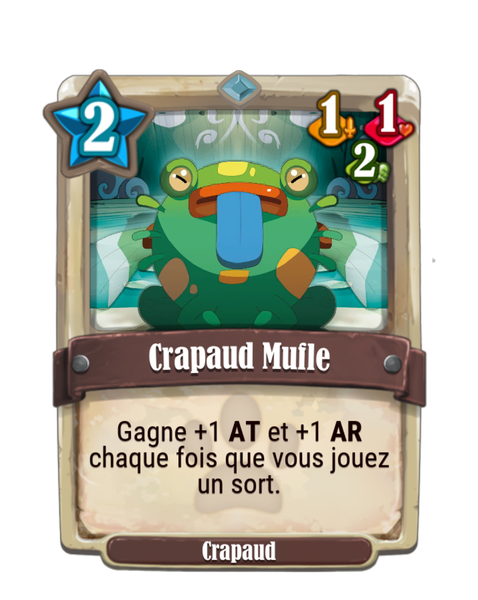 2
1
1
2
Crapaud Mufle
Gagne +1 AT et +1 AR
chaque fois que vous jouez
un sort.
Crapaud